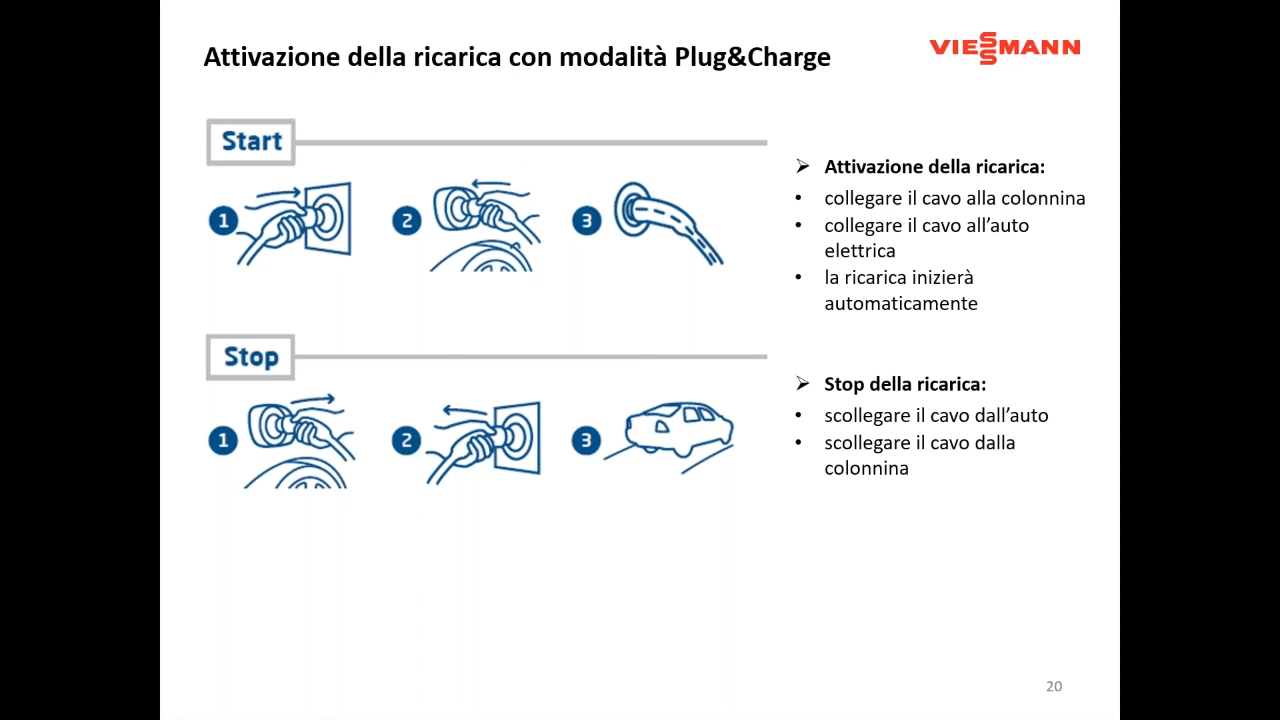 Attivazione della ricarica con modalità Plug&Charge
VIESSMANN
Start
1
2
3
➢ Attivazione della ricarica:
• collegare il cavo alla colonnina
• collegare il cavo all’auto
elettrica
• la ricarica inizierà
automaticamente
Stop
1
2
3
➢ Stop della ricarica:
• scollegare il cavo dall’auto
• scollegare il cavo dalla
colonnina
20